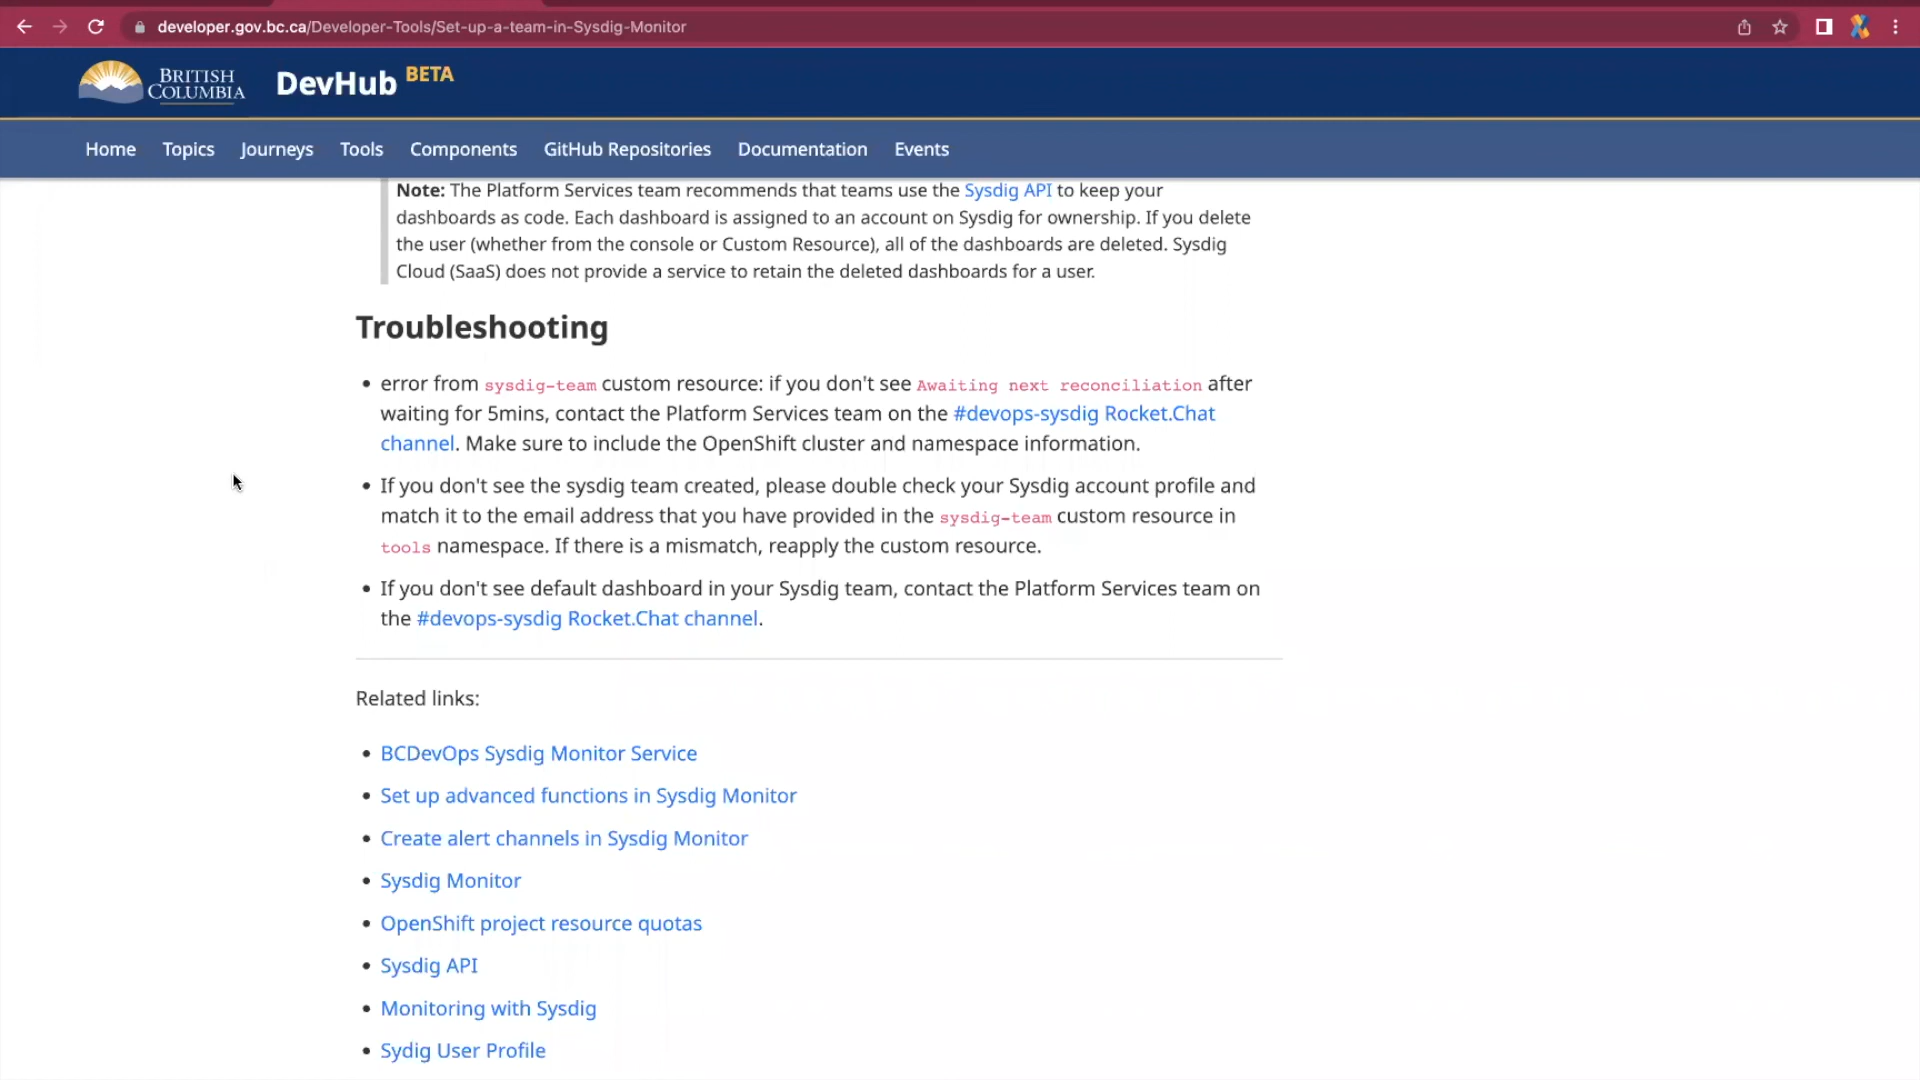 developer.gov.bc.ca/Developer-Tools/Set-up-a-team-in-Sysdig-Monitor
BRITISH
COLUMBIA
DevHub BETA
Home Topics Journeys Tools Components GitHub Repositories Documentation Events
Note: The Platform Services team recommends that teams use the Sysdig API to keep your
dashboards as code. Each dashboard is assigned to an account on Sysdig for ownership. If you delete
the user (whether from the console or Custom Resource), all of the dashboards are deleted. Sysdig
Cloud (SaaS) does not provide a service to retain the deleted dashboards for a user.
Troubleshooting
• error from sysdig-team custom resource: if you don't see Awaiting next reconciliation after
waiting for 5mins, contact the Platform Services team on the #devops-sysdig Rocket.Chat
channel. Make sure to include the OpenShift cluster and namespace information.
• If you don't see the sysdig team created, please double check your Sysdig account profile and
match it to the email address that you have provided in the sysdig-team custom resource in
tools namespace. If there is a mismatch, reapply the custom resource.
• If you don't see default dashboard in your Sysdig team, contact the Platform Services team on
the #devops-sysdig Rocket.Chat channel.
Related links:
• BCDevOps Sysdig Monitor Service
• Set up advanced functions in Sysdig Monitor
• Create alert channels in Sysdig Monitor
• Sysdig Monitor
• OpenShift project resource quotas
• Sysdig API
• Monitoring with Sysdig
• Sydig User Profile